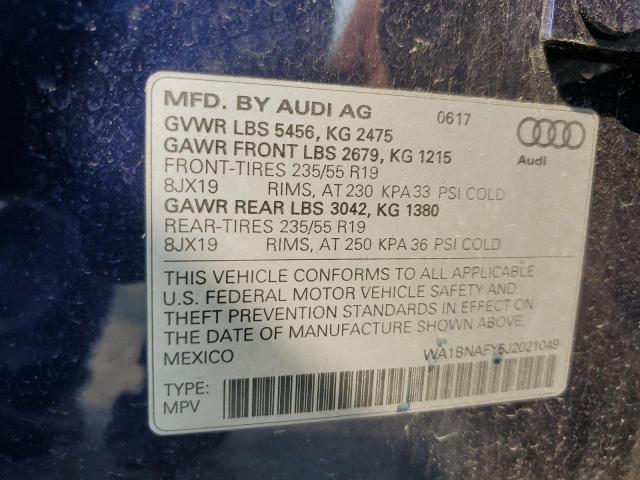 MFD. BY AUDI AG 0617
GVWR LBS 5456, KG 2475
GAWR FRONT LBS 2679, KG 1215
Audi
FRONT-TIRES 235/55 R19
8JX19 RIMS, AT 230 KPA 33 PSI COLD
GAWR REAR LBS 3042, KG 1380
REAR-TIRES 235/55 R19
8JX19 RIMS, AT 250 KPA 36 PSI COLD
THIS VEHICLE CONFORMS TO ALL APPLICABLE
U.S. FEDERAL MOTOR VEHICLE SAFETY AND
THEFT PREVENTION STANDARDS IN EFFECT ON
THE DATE OF MANUFACTURE SHOWN ABOVE.
MEXICO WA1BNAFY5J2021049
TYPE:
MPV